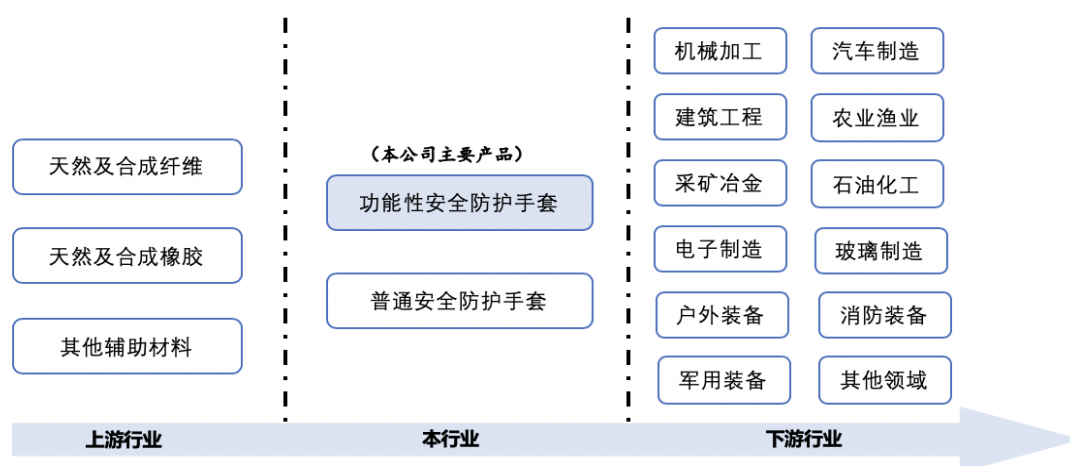 天然及合成纤维
天然及合成橡胶
其他辅助材料
（本公司主要产品）
功能性安全防护手套
普通安全防护手套
机械加工
汽车制造
建筑工程
农业渔业
采矿冶金
石油化工
电子制造
玻璃制造
户外装备
消防装备
军用装备
其他领域
上游行业
本行业
下游行业